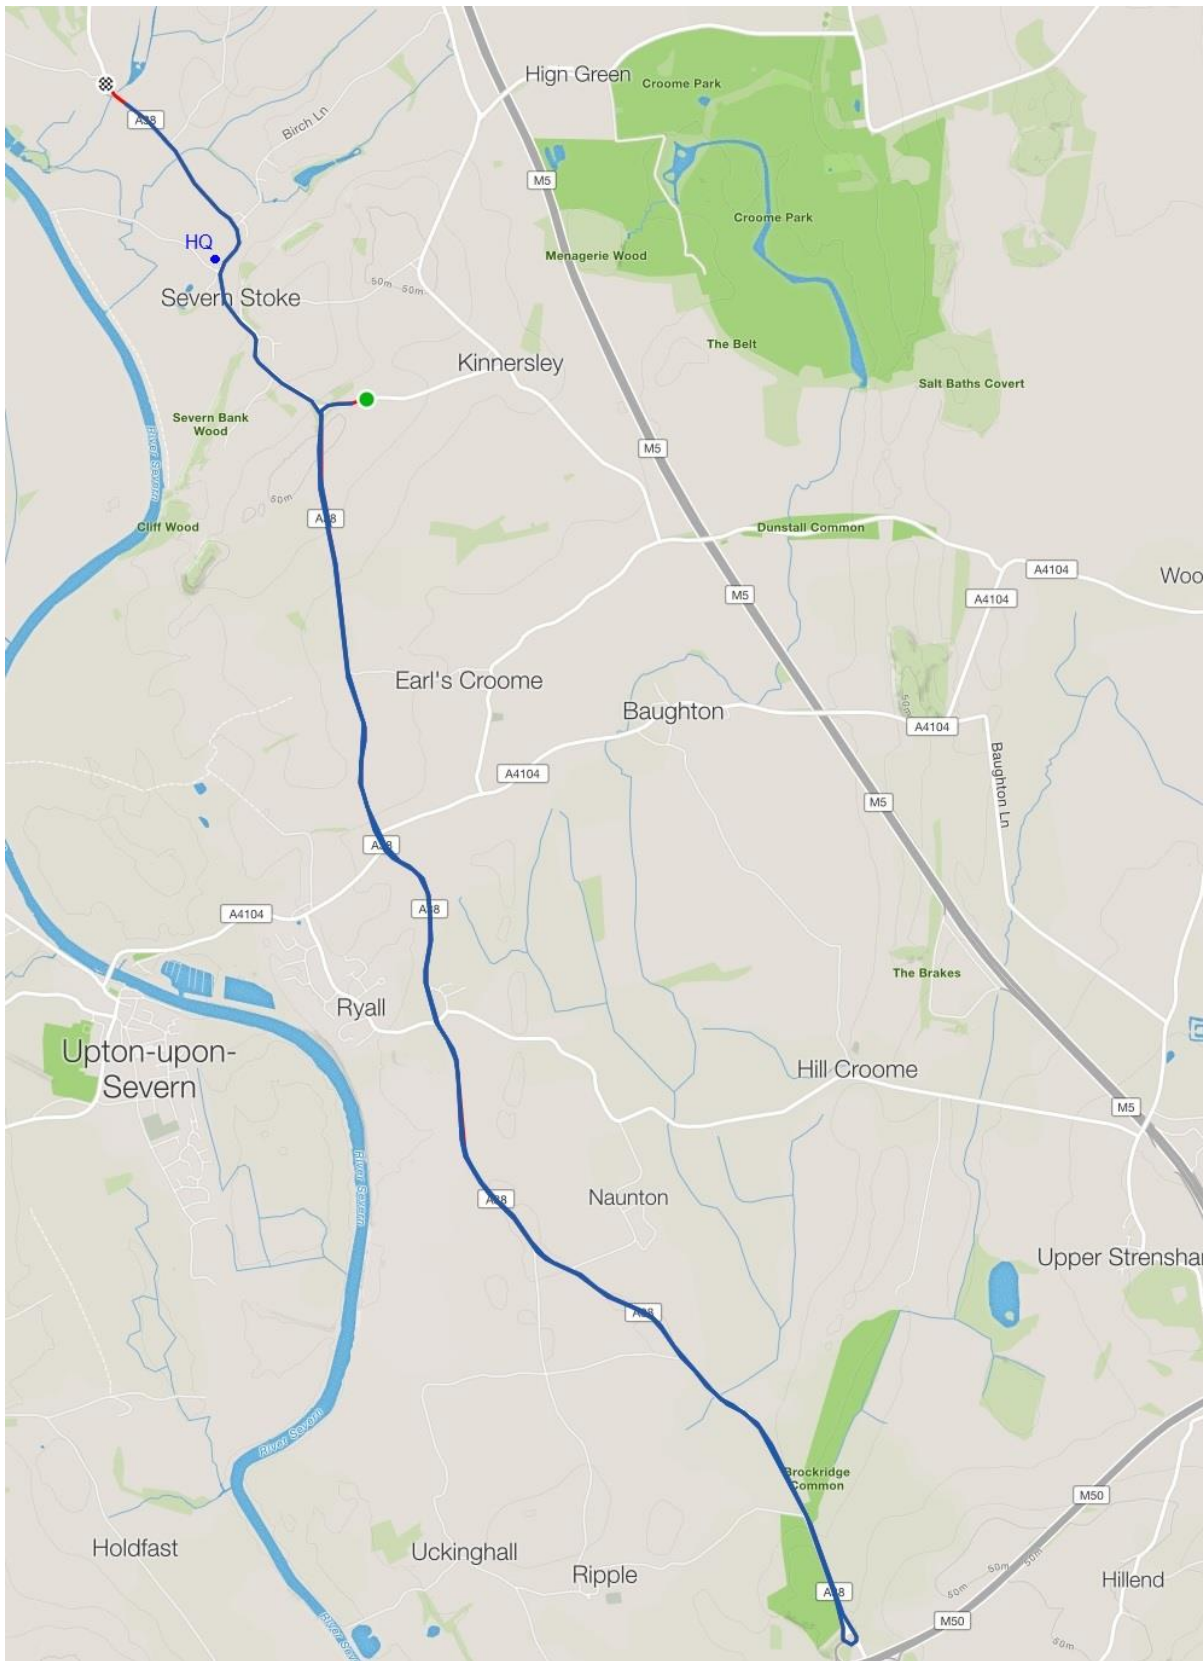 Hign Green
Croome Park
A38
Birch Ln
M5
Croome Park
HQ
Menagerie Wood
50m
50m
Severn Stoke
The Belt
Kinnersley
Salt Baths Covert
Severn Bank
Wood
River Severn
50m
M5
A38
Cliff Wood
Dunstall Common
A4104
Woo
M5
A4104
Earl's Croome
Baughton
50m
A4104
A4104
Baughton Ln
M5
A38
A4104
A38
The Brakes
Ryall
Upton-upon-
Severn
Hill Croome
M5
River Severn
A38
Naunton
Upper Strenshar
A38
River Severn
Brockridge
Common
M50
Holdfast
Uckinghall
Ripple
50m
50m
Hillend
A38
M50
50m
River Sev